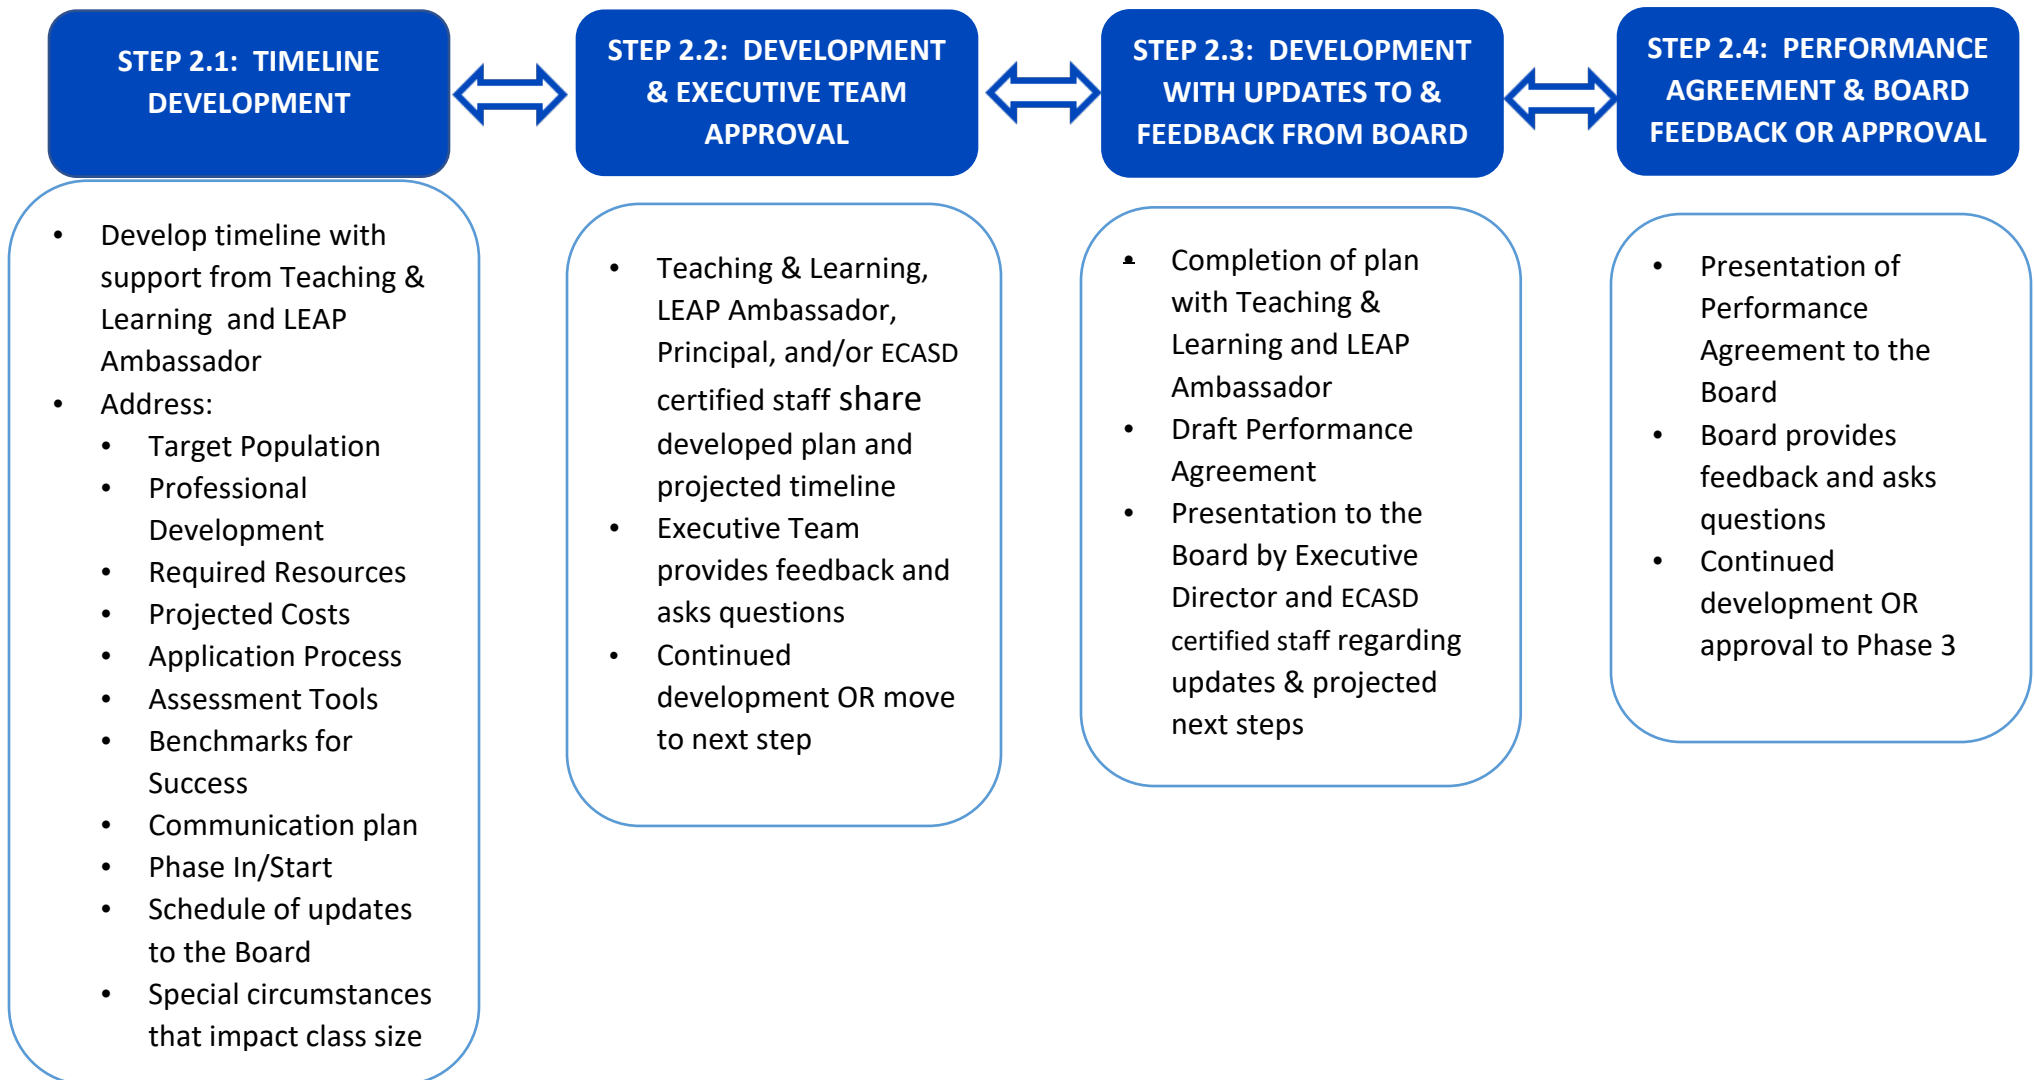 STEP 2.1:  TIMELINE
DEVELOPMENT
• Develop timeline with
support from Teaching &
Learning  and LEAP
Ambassador
• Address:
• Target Population
• Professional
Development
• Required Resources
• Projected Costs
• Application Process
• Assessment Tools
• Benchmarks for
Success
• Communication plan
• Phase In/Start
• Schedule of updates
to the Board
• Special circumstances
that impact class size
STEP 2.2:  DEVELOPMENT
& EXECUTIVE TEAM
APPROVAL
• Teaching & Learning,
LEAP Ambassador,
Principal, and/or ECASD
certified staff share
developed plan and
projected timeline
• Executive Team
provides feedback and
asks questions
• Continued
development OR move
to next step
STEP 2.3:  DEVELOPMENT
WITH UPDATES TO &
FEEDBACK FROM BOARD
• Completion of plan
with Teaching &
Learning and LEAP
Ambassador
• Draft Performance
Agreement
• Presentation to the
Board by Executive
Director and ECASD
certified staff regarding
updates & projected
next steps
STEP 2.4:  PERFORMANCE
AGREEMENT & BOARD
FEEDBACK OR APPROVAL
• Presentation of
Performance
Agreement to the
Board
• Board provides
feedback and asks
questions
• Continued
development OR
approval to Phase 3